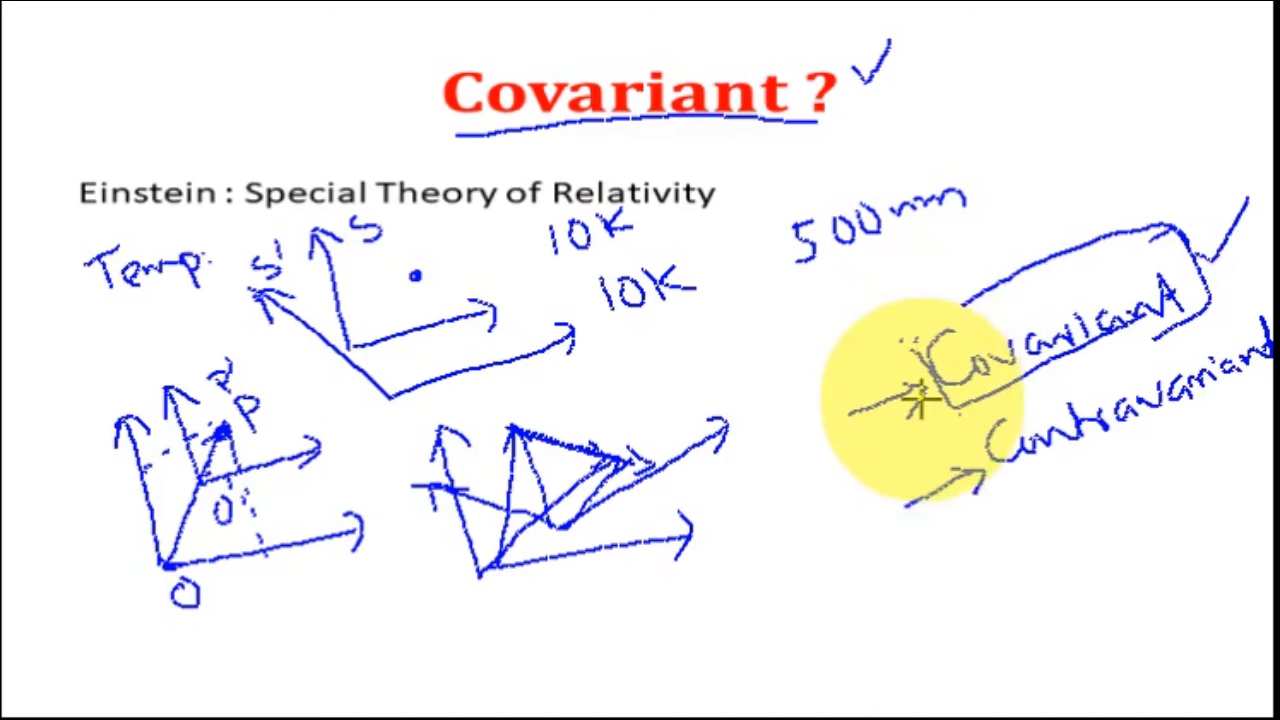 Covariant ?
Einstein : Special Theory of Relativity
Temp.
S'
S
10K
10K
500nm
Covariant
Contravariant
P
O'
O